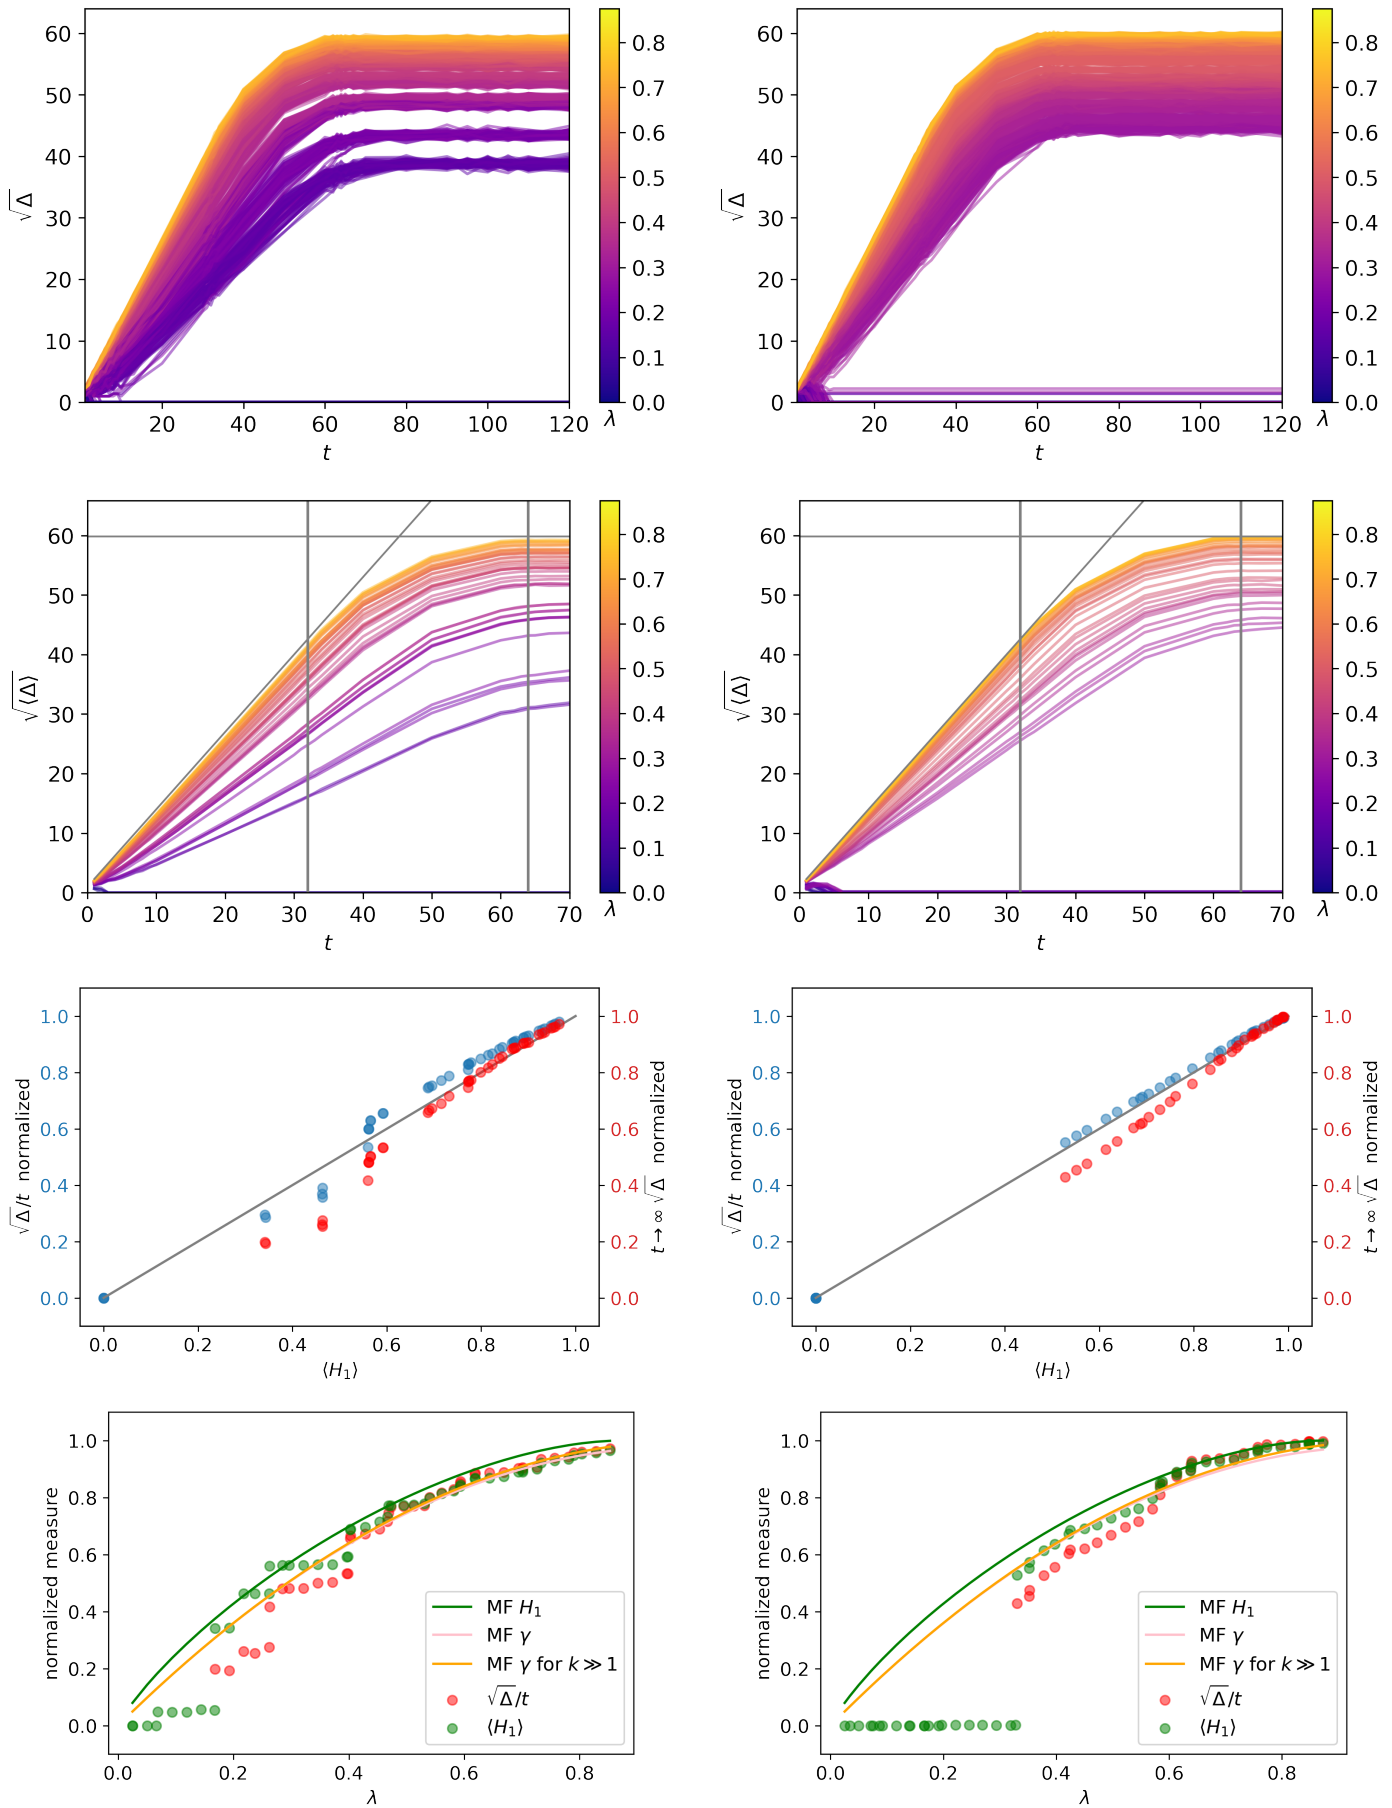 √Δ
60
50
40
30
20
10
0
20 40 60 80 100 120
t
0.8
0.7
0.6
0.5
0.4
0.3
0.2
0.1
0.0
λ
√Δ
60
50
40
30
20
10
0
20 40 60 80 100 120
t
0.8
0.7
0.6
0.5
0.4
0.3
0.2
0.1
0.0
λ
√⟨Δ⟩
60
50
40
30
20
10
0
0 10 20 30 40 50 60 70
t
0.8
0.7
0.6
0.5
0.4
0.3
0.2
0.1
0.0
λ
√⟨Δ⟩
60
50
40
30
20
10
0
0 10 20 30 40 50 60 70
t
0.8
0.7
0.6
0.5
0.4
0.3
0.2
0.1
0.0
λ
√Δ/t normalized
1.0
0.8
0.6
0.4
0.2
0.0
0.0 0.2 0.4 0.6 0.8 1.0
⟨H₁⟩
1.0
0.8
0.6
0.4
0.2
0.0
t→∞ √Δ normalized
√Δ/t normalized
1.0
0.8
0.6
0.4
0.2
0.0
0.0 0.2 0.4 0.6 0.8 1.0
⟨H₁⟩
1.0
0.8
0.6
0.4
0.2
0.0
t→∞ √Δ normalized
normalized measure
1.0
0.8
0.6
0.4
0.2
0.0
0.0 0.2 0.4 0.6 0.8
λ
MF H₁
MF γ
MF γ for k ≫ 1
√Δ/t
⟨H₁⟩
normalized measure
1.0
0.8
0.6
0.4
0.2
0.0
0.0 0.2 0.4 0.6 0.8
λ
MF H₁
MF γ
MF γ for k ≫ 1
√Δ/t
⟨H₁⟩